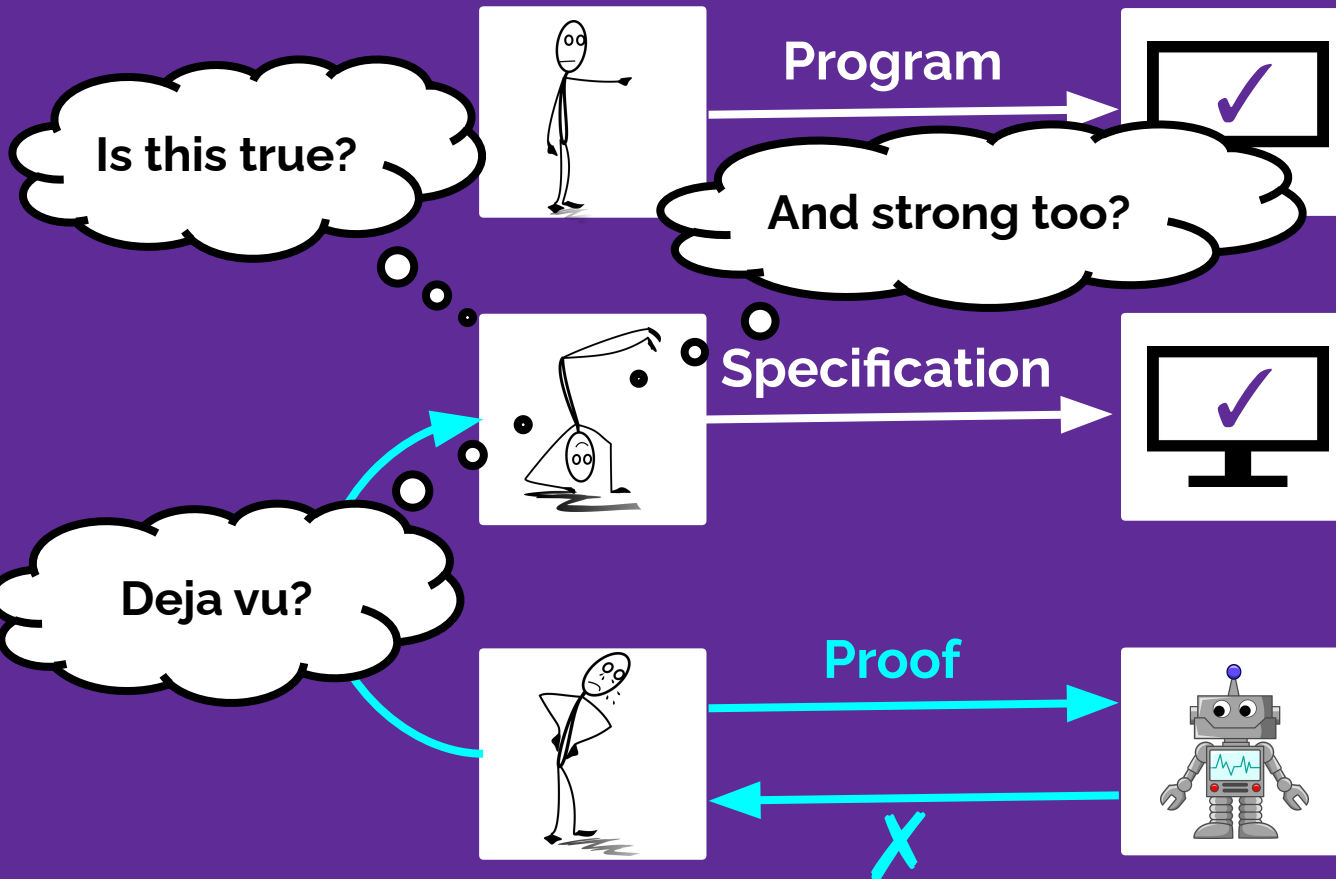 Program
Is this true?
And strong too?
Specification
Deja vu?
Proof